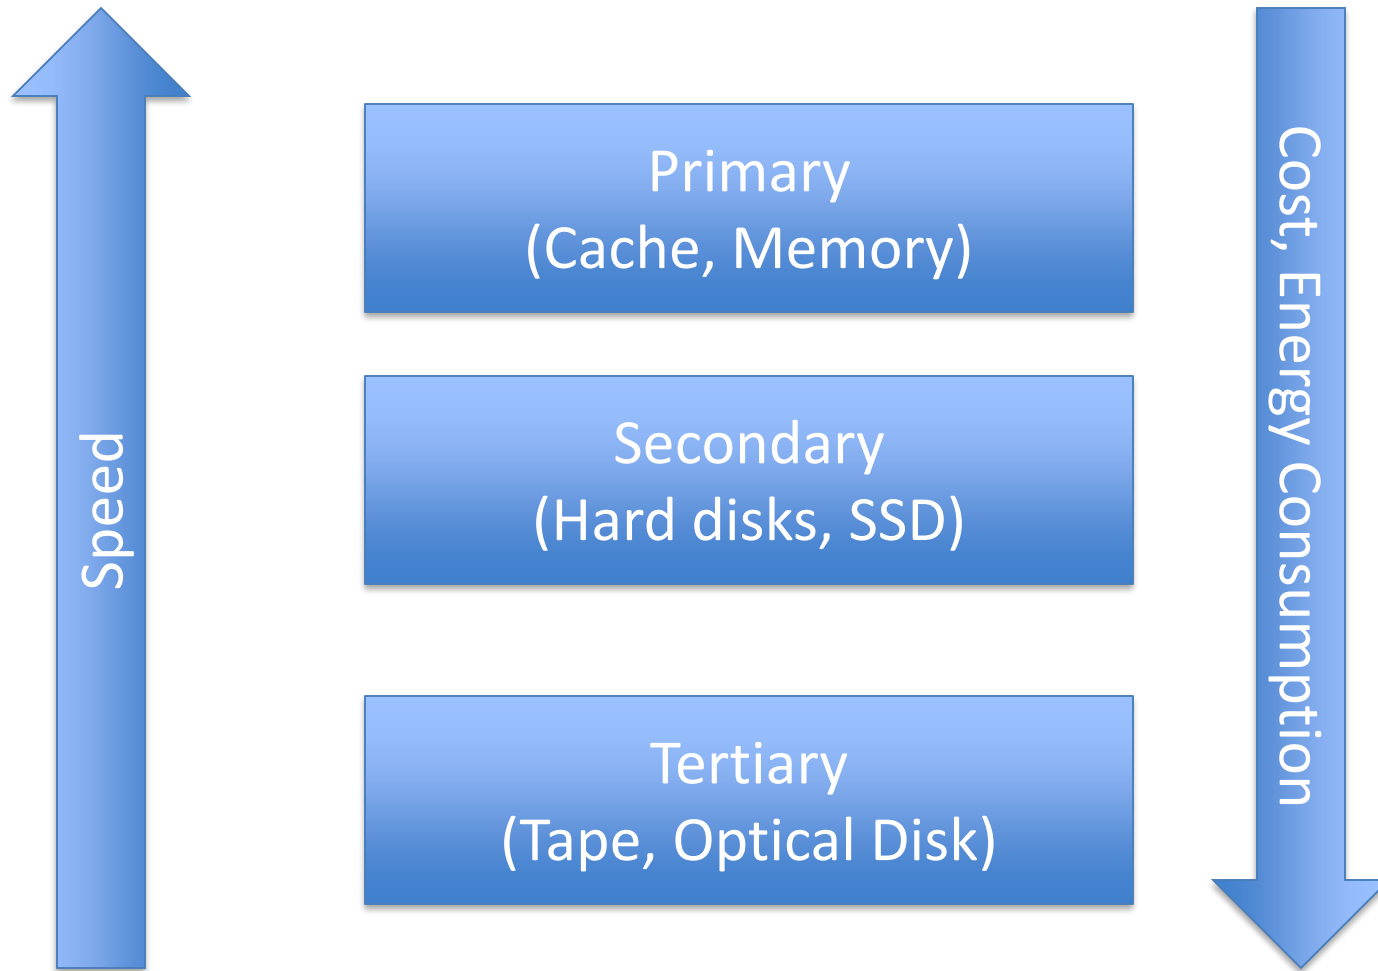 Speed
Primary
(Cache, Memory)
Secondary
(Hard disks, SSD)
Tertiary
(Tape, Optical Disk)
Cost, Energy Consumption